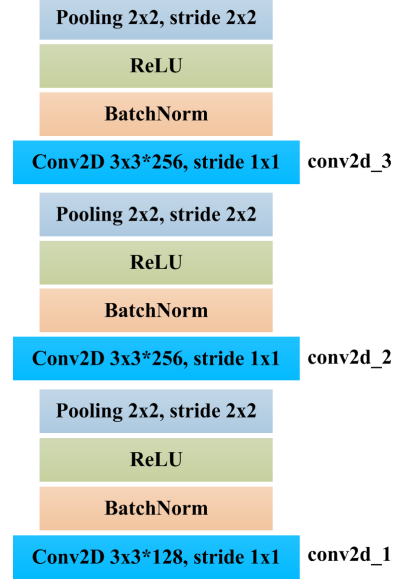 Pooling 2x2, stride 2x2
ReLU
BatchNorm
Conv2D 3x3*256, stride 1x1 conv2d_3
Pooling 2x2, stride 2x2
ReLU
BatchNorm
Conv2D 3x3*256, stride 1x1 conv2d_2
Pooling 2x2, stride 2x2
ReLU
BatchNorm
Conv2D 3x3*128, stride 1x1 conv2d_1